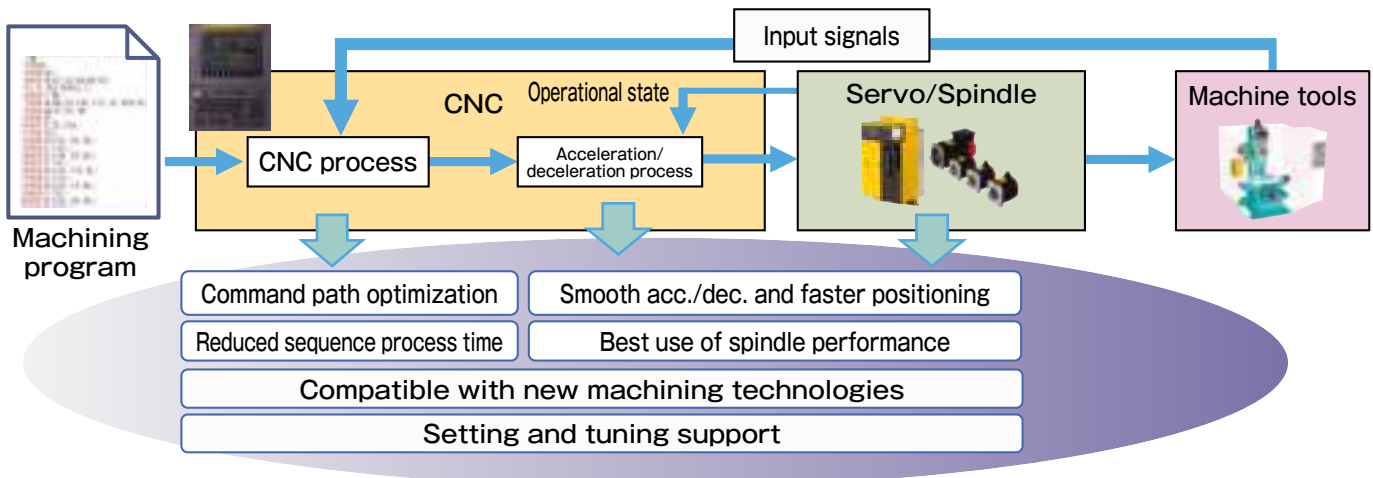 Input signals
CNC
Operational state
Servo/Spindle
Machine tools
CNC process
Acceleration/
deceleration process
Machining
program
Command path optimization
Smooth acc./dec. and faster positioning
Reduced sequence process time
Best use of spindle performance
Compatible with new machining technologies
Setting and tuning support